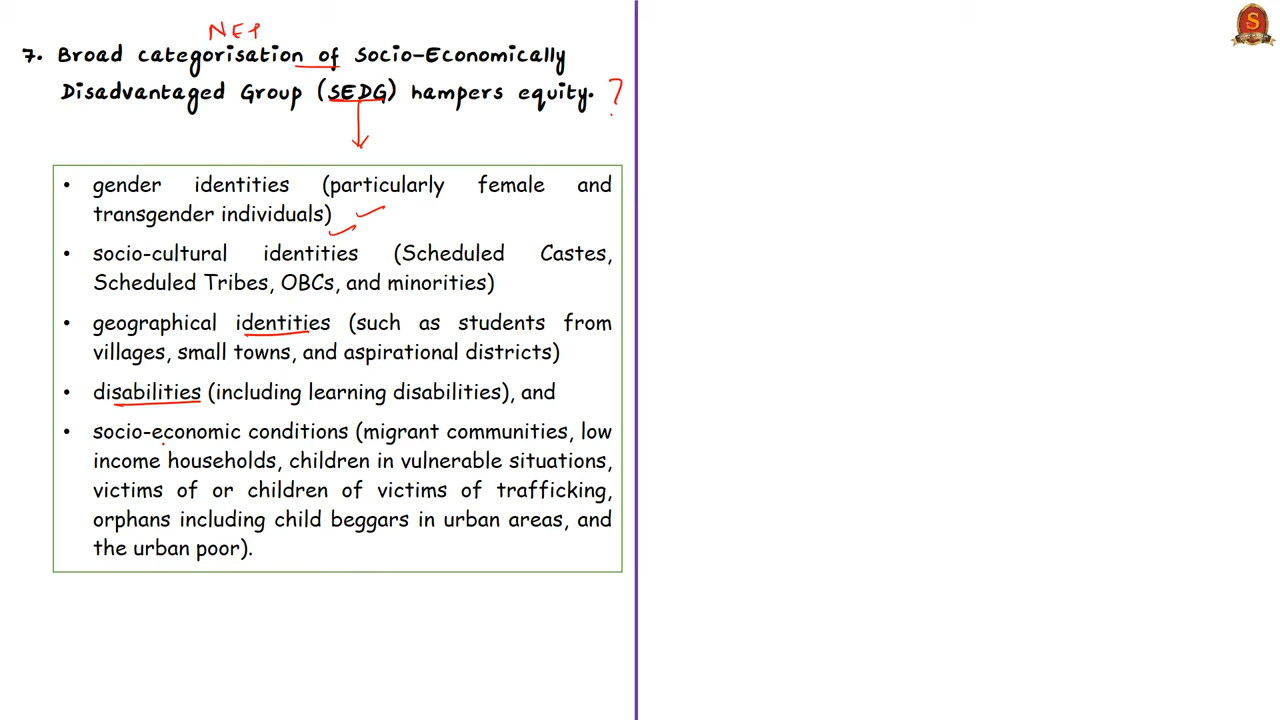 NEP
7. Broad categorisation of Socio-Economically
Disadvantaged Group (SEDG) hampers equity. ?
• gender identities (particularly female and
transgender individuals)
• socio-cultural identities (Scheduled Castes,
Scheduled Tribes, OBCs, and minorities)
• geographical identities (such as students from
villages, small towns, and aspirational districts)
• disabilities (including learning disabilities), and
• socio-economic conditions (migrant communities, low
income households, children in vulnerable situations,
victims of or children of victims of trafficking,
orphans including child beggars in urban areas, and
the urban poor).
S